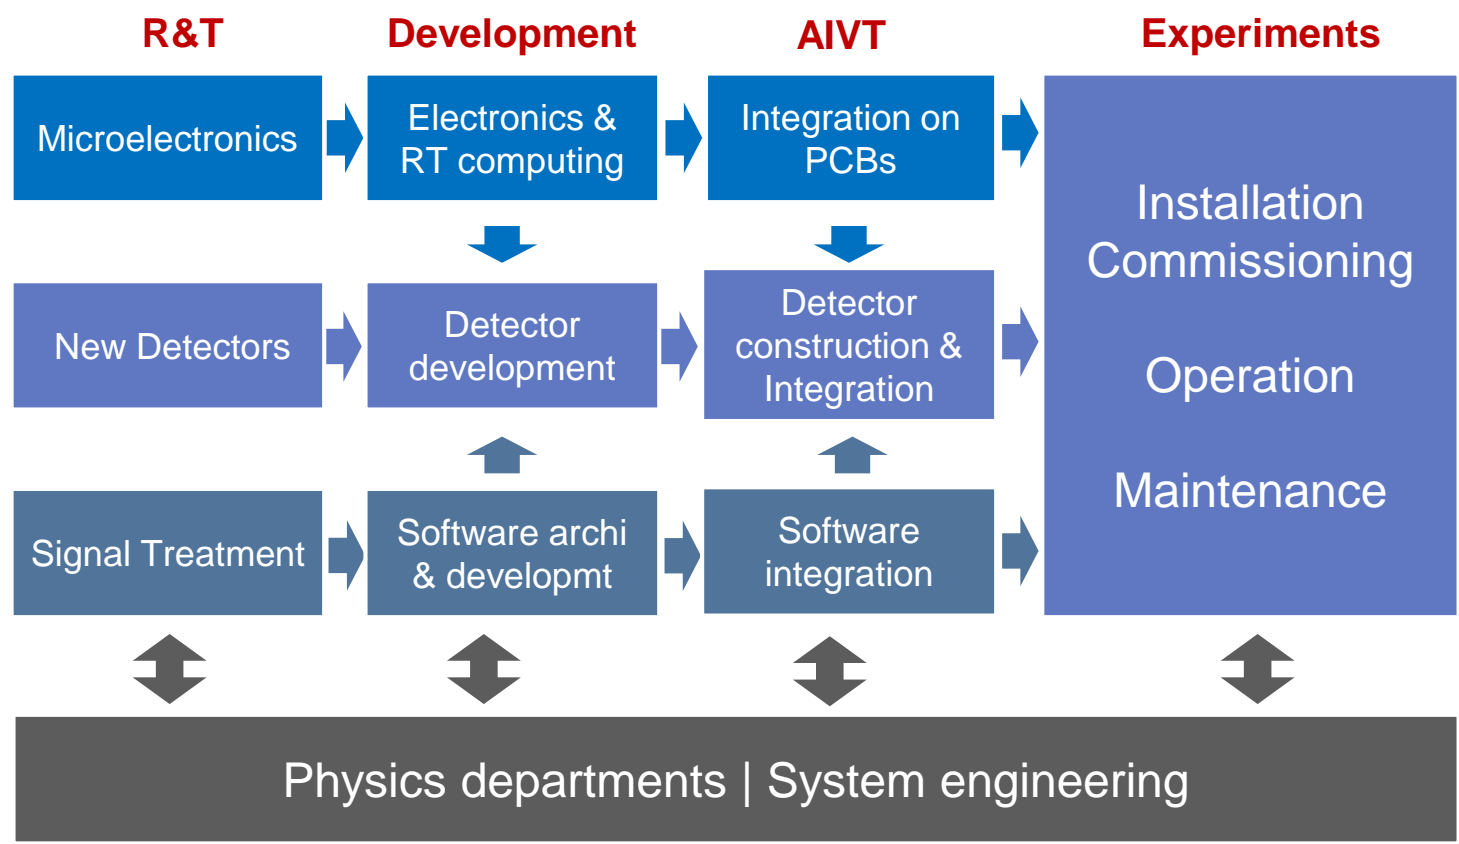 R&T
Development
AIVT
Experiments
Microelectronics
Electronics &
RT computing
Integration on
PCBs
New Detectors
Detector
development
Detector
construction &
Integration
Signal Treatment
Software archi
& developmt
Software
integration
Installation
Commissioning
Operation
Maintenance
Physics departments | System engineering